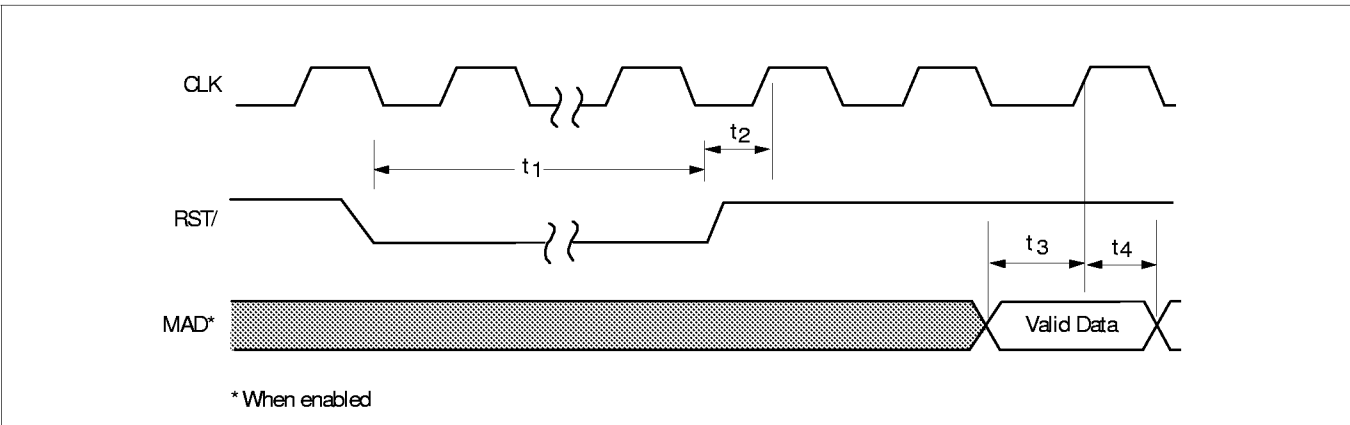 CLK
t2
t1
RST/
t3
t4
MAD*
Valid Data
* When enabled